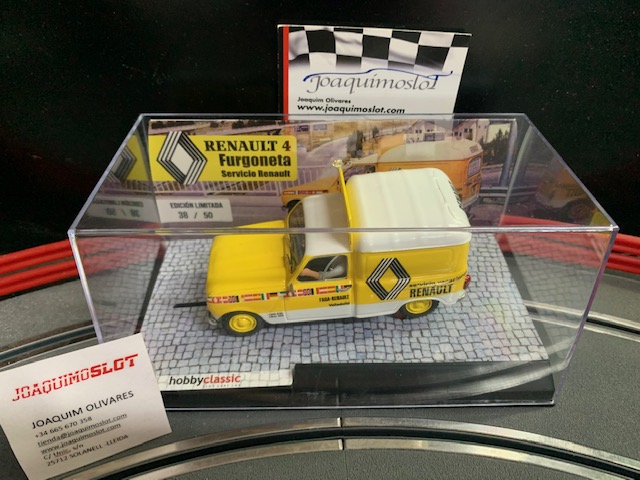 Joaquimoslot
Joaquim Olivares
www.joaquimoslot.com
RENAULT 4
Furgoneta
Servicio Renault
EDICIÓN LIMITADA
38 / 50
RENAULT
FASA-RENAULT
hobbyclassic
JOAQUIMOSLOT
JOAQUIM OLIVARES
+34 665 670 358
tienda@joaquimoslot.com
www.joaquimoslot.com
C/ Unic, s/n
25712 SOLANELL -LLEIDA